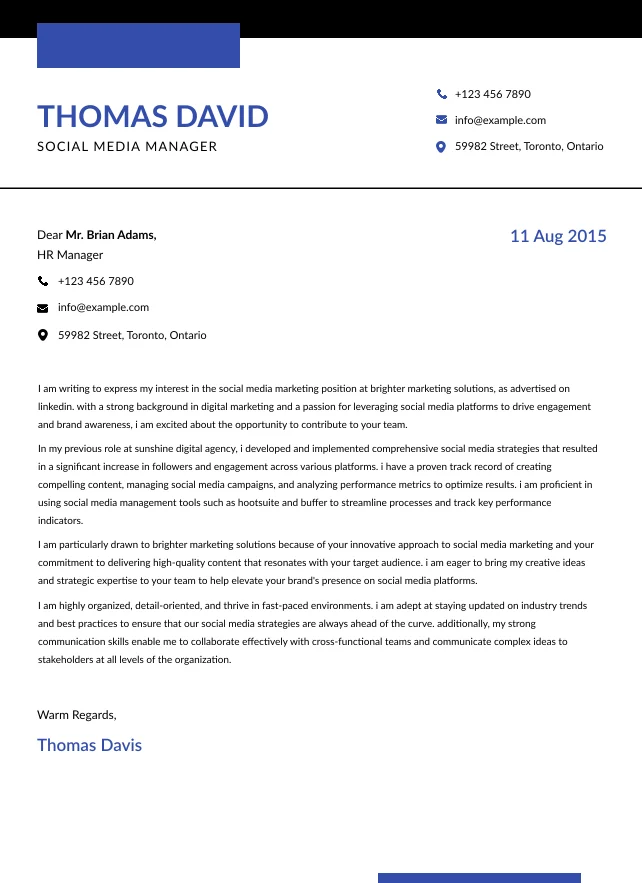 THOMAS DAVID
SOCIAL MEDIA MANAGER
+123 456 7890
info@example.com
59982 Street, Toronto, Ontario
Dear Mr. Brian Adams,
HR Manager
11 Aug 2015
+123 456 7890
info@example.com
59982 Street, Toronto, Ontario
I am writing to express my interest in the social media marketing position at brighter marketing solutions, as advertised on
linkedin. with a strong background in digital marketing and a passion for leveraging social media platforms to drive engagement
and brand awareness, i am excited about the opportunity to contribute to your team.
In my previous role at sunshine digital agency, i developed and implemented comprehensive social media strategies that resulted
in a significant increase in followers and engagement across various platforms. i have a proven track record of creating
compelling content, managing social media campaigns, and analyzing performance metrics to optimize results. i am proficient in
using social media management tools such as hootsuite and buffer to streamline processes and track key performance
indicators.
I am particularly drawn to brighter marketing solutions because of your innovative approach to social media marketing and your
commitment to delivering high-quality content that resonates with your target audience. i am eager to bring my creative ideas
and strategic expertise to your team to help elevate your brand's presence on social media platforms.
I am highly organized, detail-oriented, and thrive in fast-paced environments. i am adept at staying updated on industry trends
and best practices to ensure that our social media strategies are always ahead of the curve. additionally, my strong
communication skills enable me to collaborate effectively with cross-functional teams and communicate complex ideas to
stakeholders at all levels of the organization.
Warm Regards,
Thomas Davis